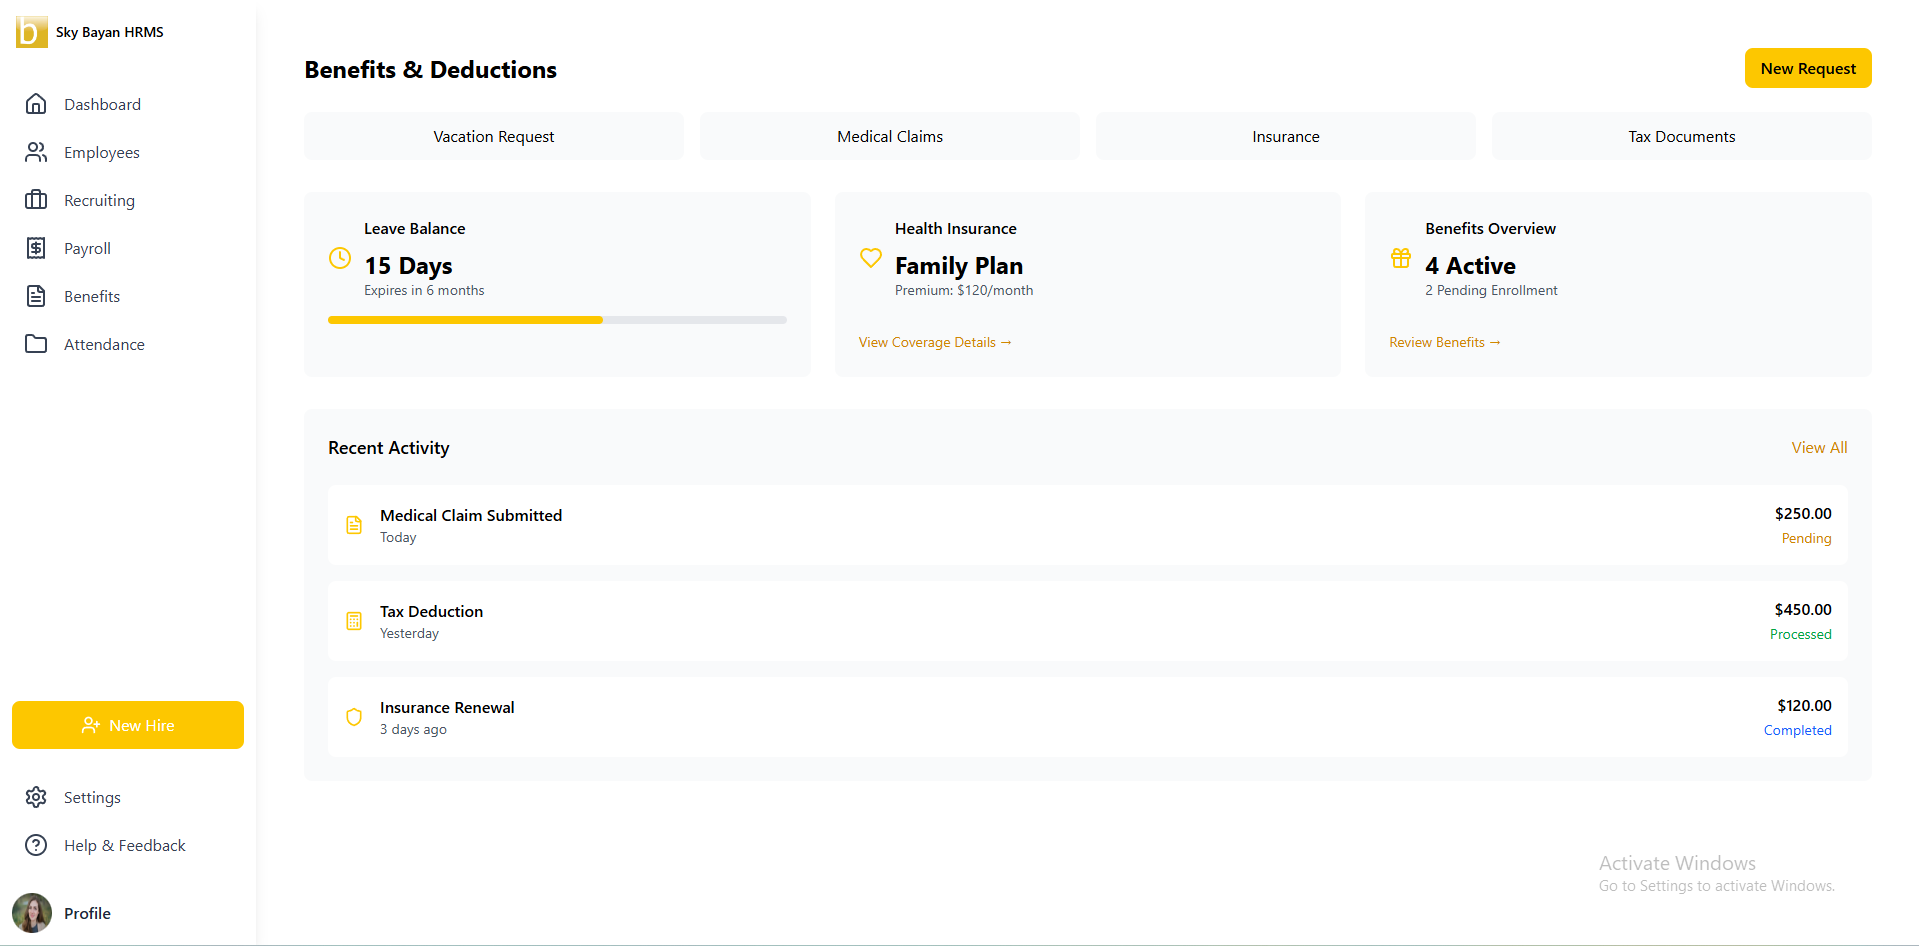 b
Sky Bayan HRMS
Dashboard
Employees
Recruiting
Payroll
Benefits
Attendance
New Hire
Settings
Help & Feedback
Profile
Benefits & Deductions
New Request
Vacation Request
Medical Claims
Insurance
Tax Documents
Leave Balance
15 Days
Expires in 6 months
Health Insurance
Family Plan
Premium: $120/month
View Coverage Details →
Benefits Overview
4 Active
2 Pending Enrollment
Review Benefits →
Recent Activity
View All
Medical Claim Submitted
Today
$250.00
Pending
Tax Deduction
Yesterday
$450.00
Processed
Insurance Renewal
3 days ago
$120.00
Completed
Activate Windows
Go to Settings to activate Windows.